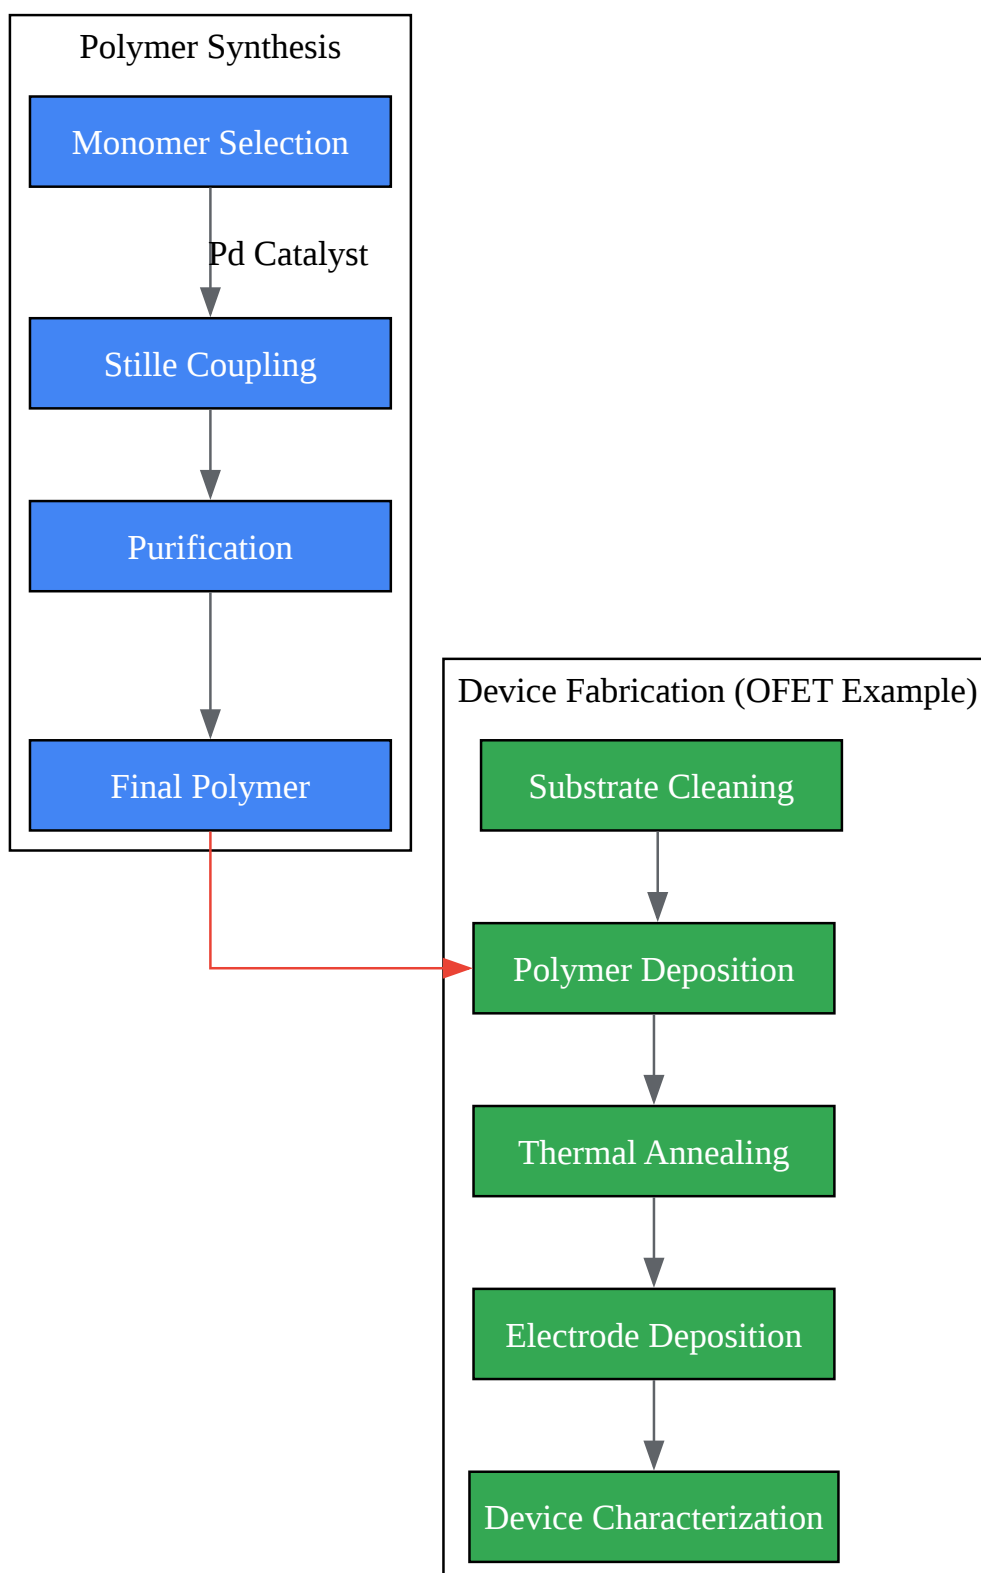 Polymer Synthesis
Monomer Selection
Pd Catalyst
Stille Coupling
Purification
Final Polymer
Device Fabrication (OFET Example)
Substrate Cleaning
Polymer Deposition
Thermal Annealing
Electrode Deposition
Device Characterization